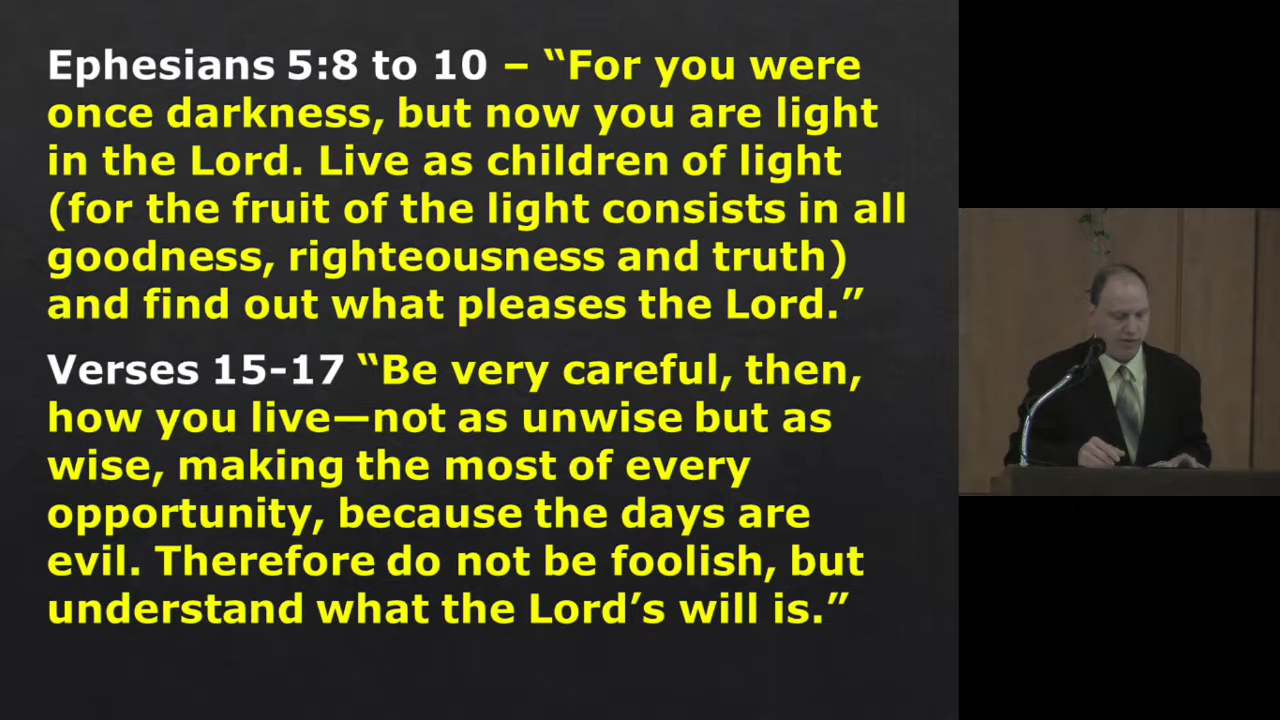 Ephesians 5:8 to 10 – “For you were
once darkness, but now you are light
in the Lord. Live as children of light
(for the fruit of the light consists in all
goodness, righteousness and truth)
and find out what pleases the Lord.”
Verses 15-17 “Be very careful, then,
how you live—not as unwise but as
wise, making the most of every
opportunity, because the days are
evil. Therefore do not be foolish, but
understand what the Lord’s will is.”